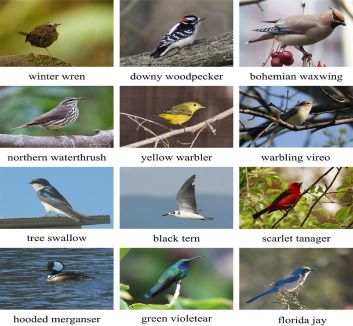 winter wren
downy woodpecker
bohemian waxwing
northern waterthrush
yellow warbler
warbling vireo
tree swallow
black tern
scarlet tanager
hooded merganser
green violetear
florida jay